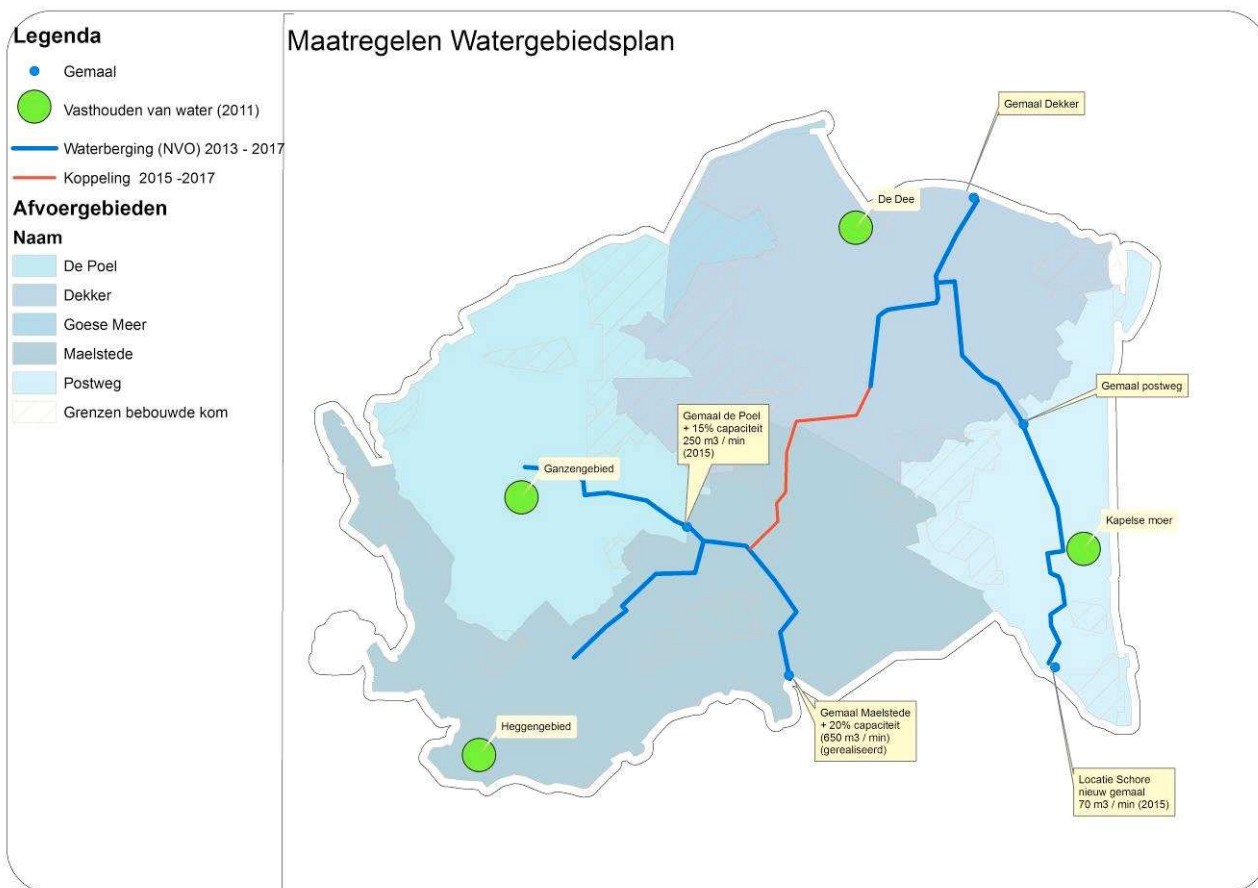 Legenda
Gemaal
Vasthouden van water (2011)
Waterberging (NVO) 2013 - 2017
Koppeling 2015 -2017
Afvoergebieden
Naam
De Poel
Dekker
Goese Meer
Maelstede
Postweg
Grenzen bebouwde kom
Maatregelen Watergebiedsplan
Gemaal Dekker
De Dee
Gemaal postweg
Gemaal de Poel
+ 15% capaciteit
250 m3 / min
(2015)
Ganzengebied
Kapelse moer
Heggengebied
Gemaal Maelstede
+ 20% capaciteit
(650 m3 / min)
(gerealiseerd)
Locatie Schore
nieuw gemaal
70 m3 / min (2015)